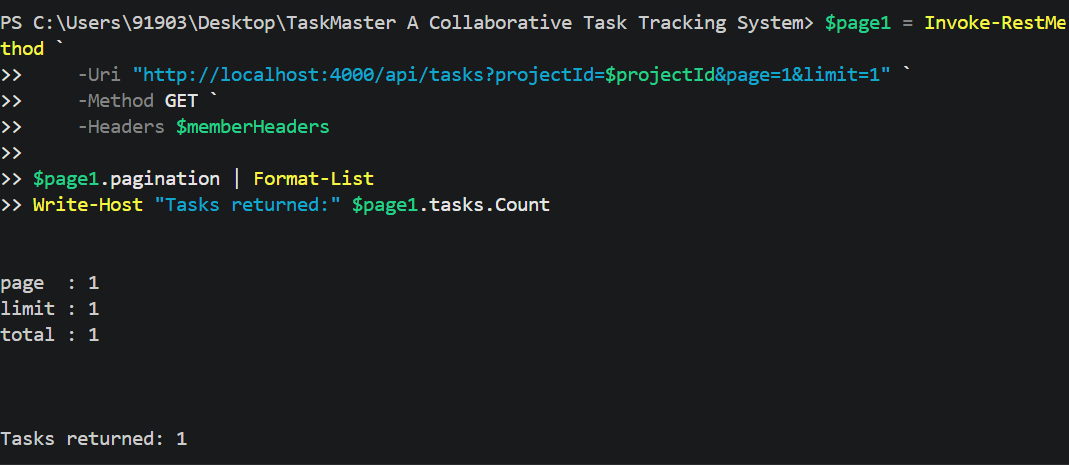 PS C:\Users\91903\Desktop\TaskMaster A Collaborative Task Tracking System> $page1 = Invoke-RestMe
thod `
>>     -Uri "http://localhost:4000/api/tasks?projectId=$projectId&page=1&limit=1" `
>>     -Method GET `
>>     -Headers $memberHeaders
>>
>> $page1.pagination | Format-List
>> Write-Host "Tasks returned:" $page1.tasks.Count
page  : 1
limit : 1
total : 1
Tasks returned: 1